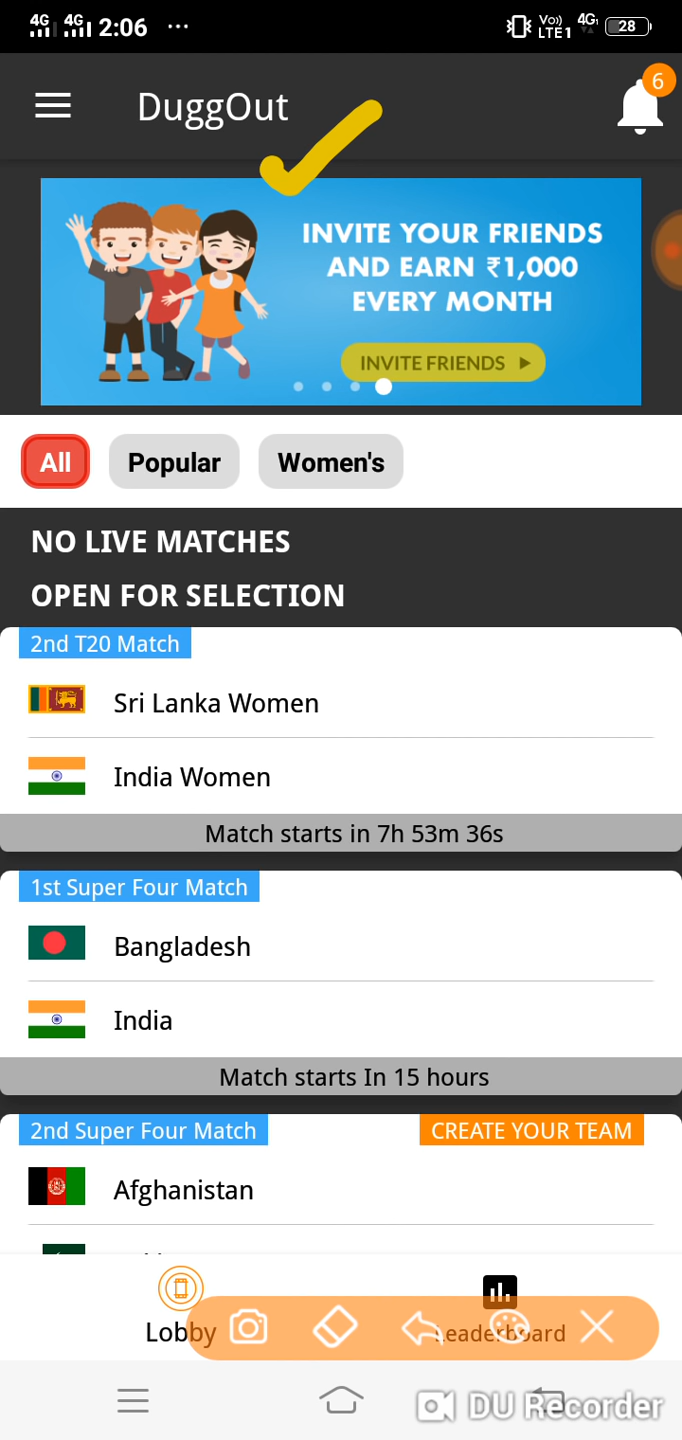 4G 4G 2:06 ... Vo)) LTE1 4G1 28
DuggOut
6
INVITE YOUR FRIENDS
AND EARN ₹1,000
EVERY MONTH
INVITE FRIENDS
All Popular Women's
NO LIVE MATCHES
OPEN FOR SELECTION
2nd T20 Match
Sri Lanka Women
India Women
Match starts in 7h 53m 36s
1st Super Four Match
Bangladesh
India
Match starts In 15 hours
2nd Super Four Match CREATE YOUR TEAM
Afghanistan
Lobby Leaderboard
DU Recorder